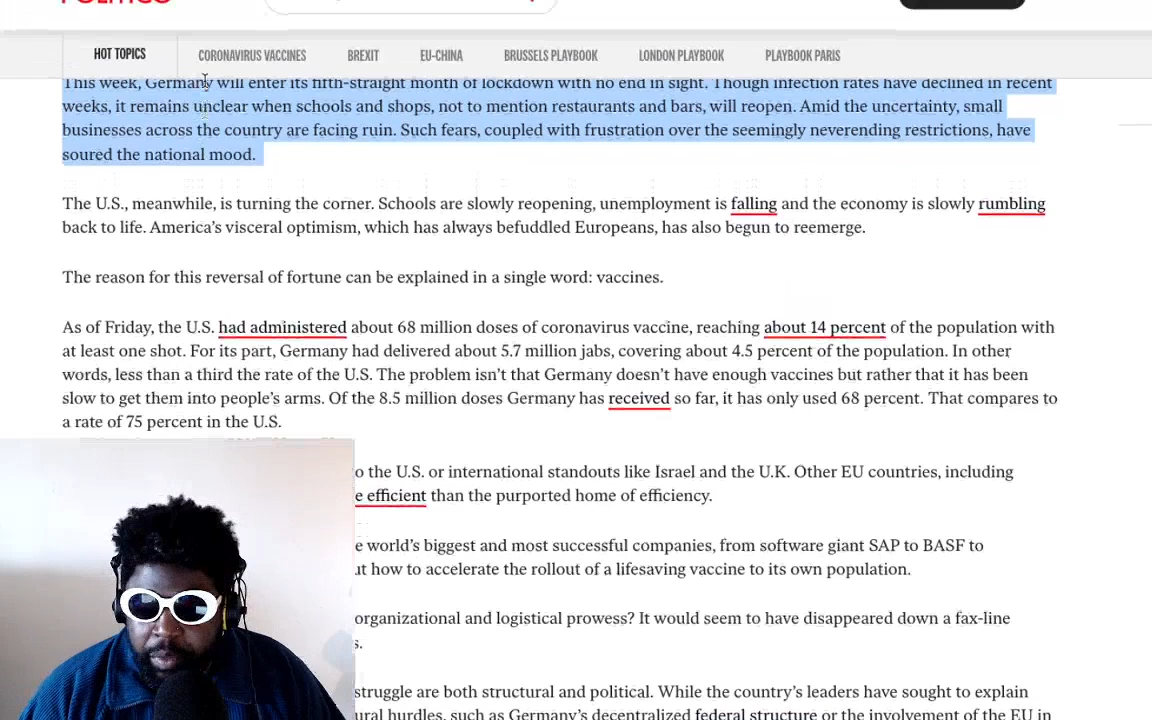 POLITICO
HOT TOPICS CORONAVIRUS VACCINES BREXIT EU-CHINA BRUSSELS PLAYBOOK LONDON PLAYBOOK PLAYBOOK PARIS
This week, Germany will enter its fifth-straight month of lockdown with no end in sight. Though infection rates have declined in recent
weeks, it remains unclear when schools and shops, not to mention restaurants and bars, will reopen. Amid the uncertainty, small
businesses across the country are facing ruin. Such fears, coupled with frustration over the seemingly neverending restrictions, have
soured the national mood.
The U.S., meanwhile, is turning the corner. Schools are slowly reopening, unemployment is falling and the economy is slowly rumbling
back to life. America’s visceral optimism, which has always befuddled Europeans, has also begun to reemerge.
The reason for this reversal of fortune can be explained in a single word: vaccines.
As of Friday, the U.S. had administered about 68 million doses of coronavirus vaccine, reaching about 14 percent of the population with
at least one shot. For its part, Germany had delivered about 5.7 million jabs, covering about 4.5 percent of the population. In other
words, less than a third the rate of the U.S. The problem isn’t that Germany doesn’t have enough vaccines but rather that it has been
slow to get them into people’s arms. Of the 8.5 million doses Germany has received so far, it has only used 68 percent. That compares to
a rate of 75 percent in the U.S.
o the U.S. or international standouts like Israel and the U.K. Other EU countries, including
e efficient than the purported home of efficiency.
e world’s biggest and most successful companies, from software giant SAP to BASF to
ut how to accelerate the rollout of a lifesaving vaccine to its own population.
organizational and logistical prowess? It would seem to have disappeared down a fax-line
s.
struggle are both structural and political. While the country’s leaders have sought to explain
ural hurdles, such as Germany’s decentralized federal structure or the involvement of the EU in